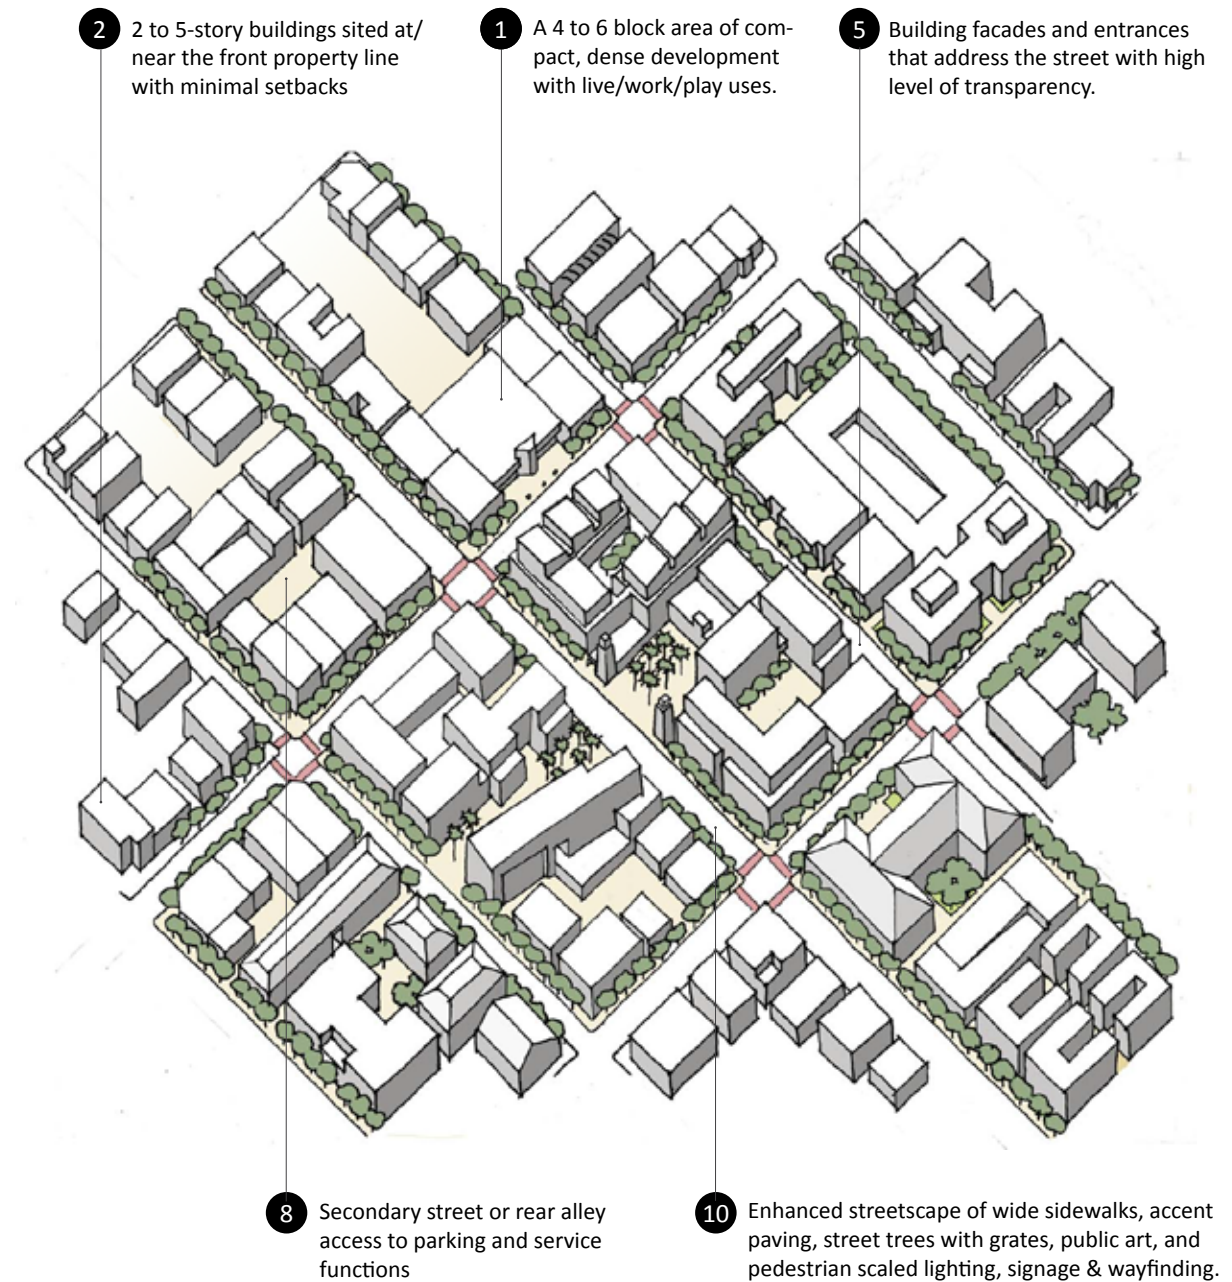 2
2 to 5-story buildings sited at/
near the front property line
with minimal setbacks
1
A 4 to 6 block area of com-
pact, dense development
with live/work/play uses.
5
Building facades and entrances
that address the street with high
level of transparency.
8
Secondary street or rear alley
access to parking and service
functions
10
Enhanced streetscape of wide sidewalks, accent
paving, street trees with grates, public art, and
pedestrian scaled lighting, signage & wayfinding.